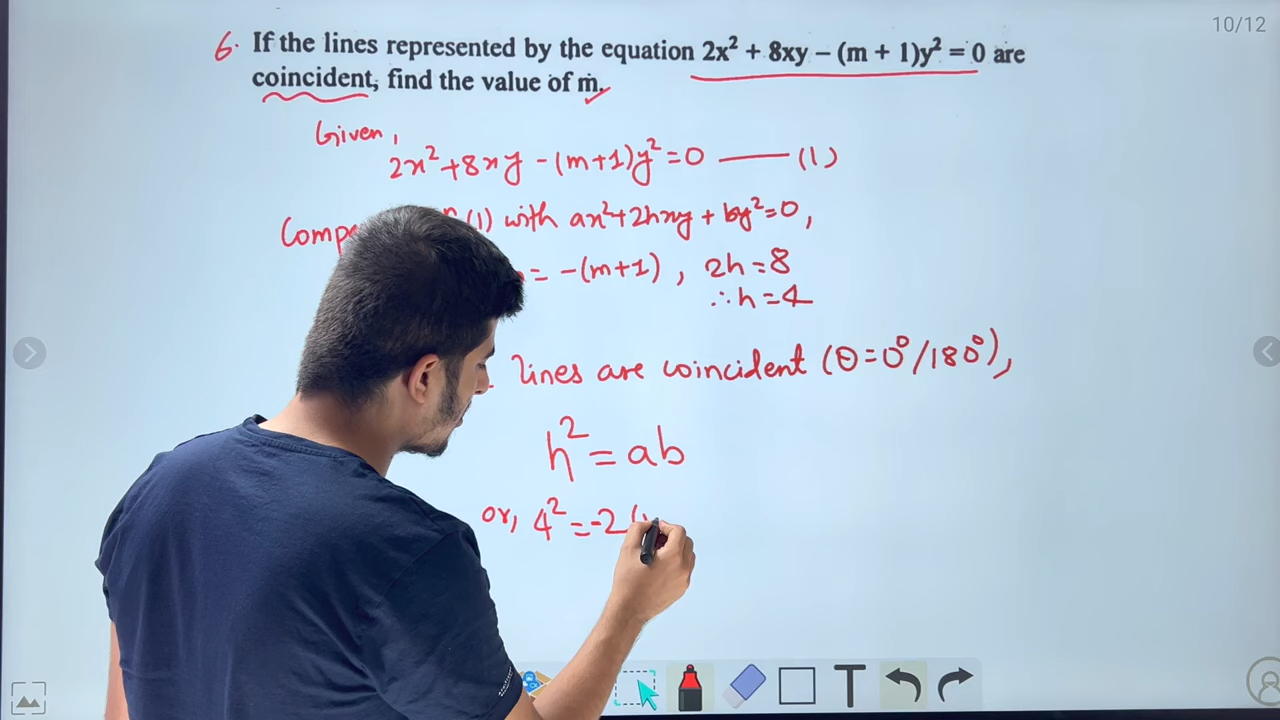 10/12
6. If the lines represented by the equation 2x² + 8xy – (m + 1)y² = 0 are
coincident, find the value of m.
Given,
2x²+8xy -(m+1)y²=0 —— (1)
(1) with ax²+2hxy + by²=0,
= -(m+1) , 2h=8
∴h=4
lines are coincident (θ=0°/180°),
h²=ab
or, 4²=-2(
T